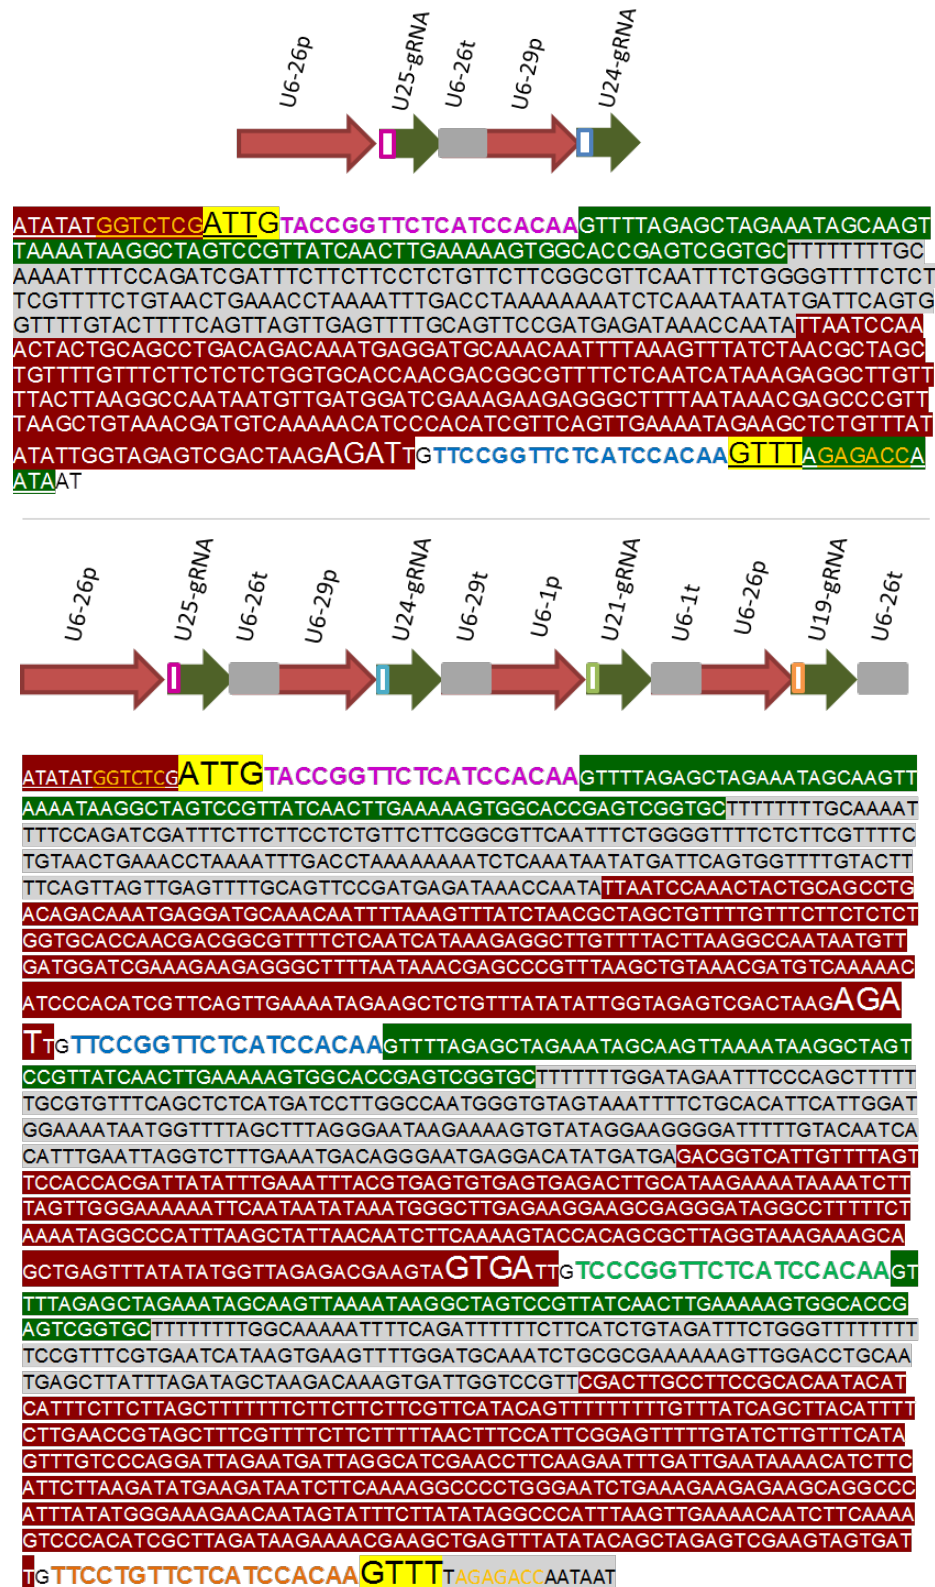 U6-26p
U25-gRNA
U6-26t
U6-29p
U24-gRNA
ATATATGGTCTCGATTGTACCGGTTCTCATCCACAAGTTTTAGAGCTAGAAATAGCAAGT
TAAAATAAGGCTAGTCCGTTATCAACTTGAAAAAGTGGCACCGAGTCGGTGCTTTTTTTTGC
AAAATTTTCCAGATCGATTTCTTCTTCCTCTGTTCTTCGGCGTTCAATTTCTGGGGTTTTCTCT
TCGTTTTCTGTAACTGAAACCTAAAATTTGACCTAAAAAAAATCTCAAATAATATGATTCAGTG
GTTTTGTACTTTTCAGTTAGTTGAGTTTTGCAGTTCCGATGAGATAAACCAATATTAATCCAA
ACTACTGCAGCCTGACAGACAAATGAGGATGCAAACAATTTTAAAGTTTATCTAACGCTAGC
TGTTTTGTTTCTTCTCTCTGGTGCACCAACGACGGCGTTTTCTCAATCATAAAGAGGCTTGTT
TTACTTAAGGCCAATAATGTTGATGGATCGAAAGAAGAGGGCTTTTAATAAACGAGCCCGTT
TAAGCTGTAAACGATGTCAAAAACATCCCACATCGTTCAGTTGAAAATAGAAGCTCTGTTTAT
ATATTGGTAGAGTCGACTAAGAGATTGTTCCGGTTCTCATCCACAAGTTTAGAGACCA
ATAAT
U6-26p
U25-gRNA
U6-26t
U6-29p
U24-gRNA
U6-29t
U6-1p
U21-gRNA
U6-1t
U6-26p
U19-gRNA
U6-26t
ATATATGGTCTCGATTGTACCGGTTCTCATCCACAAGTTTTAGAGCTAGAAATAGCAAGTT
AAAATAAGGCTAGTCCGTTATCAACTTGAAAAAGTGGCACCGAGTCGGTGCTTTTTTTTGCAAAAT
TTTCCAGATCGATTTCTTCTTCCTCTGTTCTTCGGCGTTCAATTTCTGGGGTTTTCTCTTCGTTTTC
TGTAACTGAAACCTAAAATTTGACCTAAAAAAAATCTCAAATAATATGATTCAGTGGTTTTGTACTT
TTCAGTTAGTTGAGTTTTGCAGTTCCGATGAGATAAACCAATATTAATCCAAACTACTGCAGCCTG
ACAGACAAATGAGGATGCAAACAATTTTAAAGTTTATCTAACGCTAGCTGTTTTGTTTCTTCTCTCT
GGTGCACCAACGACGGCGTTTTCTCAATCATAAAGAGGCTTGTTTTACTTAAGGCCAATAATGTT
GATGGATCGAAAGAAGAGGGCTTTTAATAAACGAGCCCGTTTAAGCTGTAAACGATGTCAAAAAC
ATCCCACATCGTTCAGTTGAAAATAGAAGCTCTGTTTATATATTGGTAGAGTCGACTAAGAGA
TTGTTCCGGTTCTCATCCACAAGTTTTAGAGCTAGAAATAGCAAGTTAAAATAAGGCTAGT
CCGTTATCAACTTGAAAAAGTGGCACCGAGTCGGTGCTTTTTTTGGATAGAATTTCCCAGCTTTTT
TGCGTGTTTCAGCTCTCATGATCCTTGGCCAATGGGTGTAGTAAATTTTCTGCACATTCATTGGAT
GGAAAATAATGGTTTTAGCTTTAGGGAATAAGAAAAGTGTATAGGAAGGGGATTTTTGTACAATCA
CATTTGAATTAGGTCTTTGAAATGACAGGGAATGAGGACATATGATGAGACGGTCATTGTTTTAGT
TCCACCACGATTATATTTGAAATTTACGTGAGTGTGAGTGAGACTTGCATAAGAAAATAAAATCTT
TAGTTGGGAAAAAATTCAATAATATAAATGGGCTTGAGAAGGAAGCGAGGGATAGGCCTTTTTCT
AAAATAGGCCCATTTAAGCTATTAACAATCTTCAAAAGTACCACAGCGCTTAGGTAAAGAAAGCA
GCTGAGTTTATATATGGTTAGAGACGAAGTAGTGATTGTCCCGGTTCTCATCCACAAGT
TTTAGAGCTAGAAATAGCAAGTTAAAATAAGGCTAGTCCGTTATCAACTTGAAAAAGTGGCACCG
AGTCGGTGCTTTTTTTTGGCAAAAATTTTCAGATTTTTTCTTCATCTGTAGATTTCTGGGTTTTTTTT
TCCGTTTCGTGAATCATAAGTGAAGTTTTGGATGCAAATCTGCGCGAAAAAAGTTGGACCTGCAA
TGAGCTTATTTAGATAGCTAAGACAAAGTGATTGGTCCGTTCGACTTGCCTTCCGCACAATACAT
CATTTCTTCTTAGCTTTTTTTCTTCTTCTTCGTTCATACAGTTTTTTTTTGTTTATCAGCTTACATTTT
CTTGAACCGTAGCTTTCGTTTTCTTCTTTTTAACTTTCCATTCGGAGTTTTTGTATCTTGTTTCATA
GTTTGTCCCAGGATTAGAATGATTAGGCATCGAACCTTCAAGAATTTGATTGAATAAAACATCTTC
ATTCTTAAGATATGAAGATAATCTTCAAAAGGCCCCTGGGAATCTGAAAGAAGAGAAGCAGGCCC
ATTTATATGGGAAAGAACAATAGTATTTCTTATATAGGCCCATTTAAGTTGAAAACAATCTTCAAAA
GTCCCACATCGCTTAGATAAGAAAACGAAGCTGAGTTTATATACAGCTAGAGTCGAAGTAGTGAT
TGTTCCTGTTCTCATCCACAAGTTTTAGAGACCAATAAT